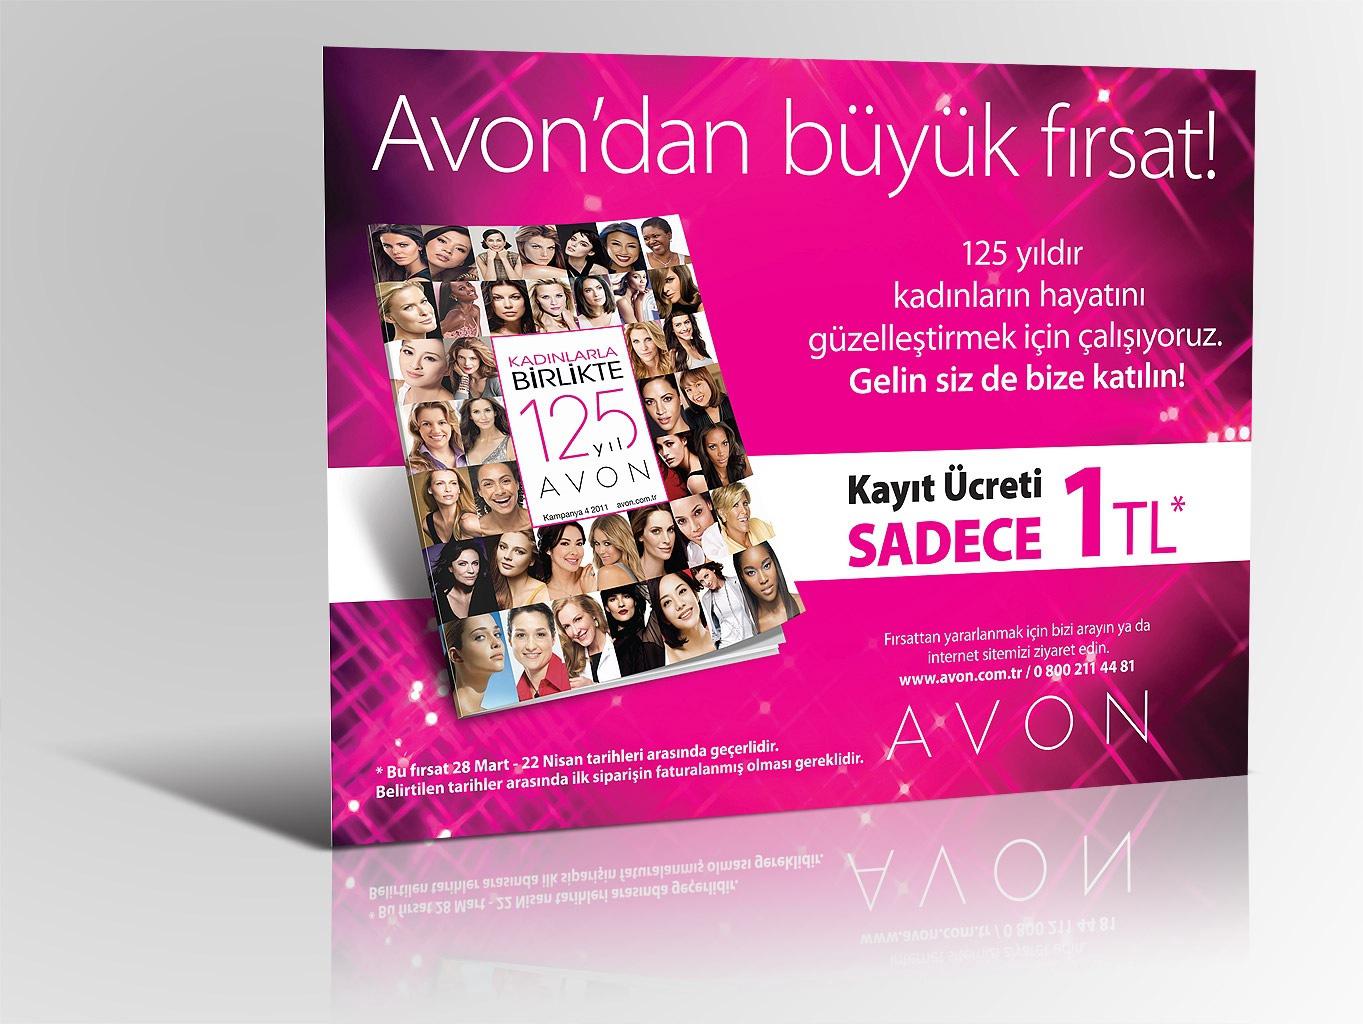 Avon'dan büyük fırsat!
125 yıldır
kadınların hayatını
güzelleştirmek için çalışıyoruz.
Gelin siz de bize katılın!
KADINLARLA
BİRLİKTE
125
yıl
AVON
Kampanya 4 2011 avon.com.tr
Kayıt Ücreti
SADECE 1 TL*
Fırsattan yararlanmak için bizi arayın ya da
internet sitemizi ziyaret edin.
www.avon.com.tr / 0 800 211 44 81
AVON
* Bu fırsat 28 Mart - 22 Nisan tarihleri arasında geçerlidir.
Belirtilen tarihler arasında ilk siparişin faturalanmış olması gereklidir.